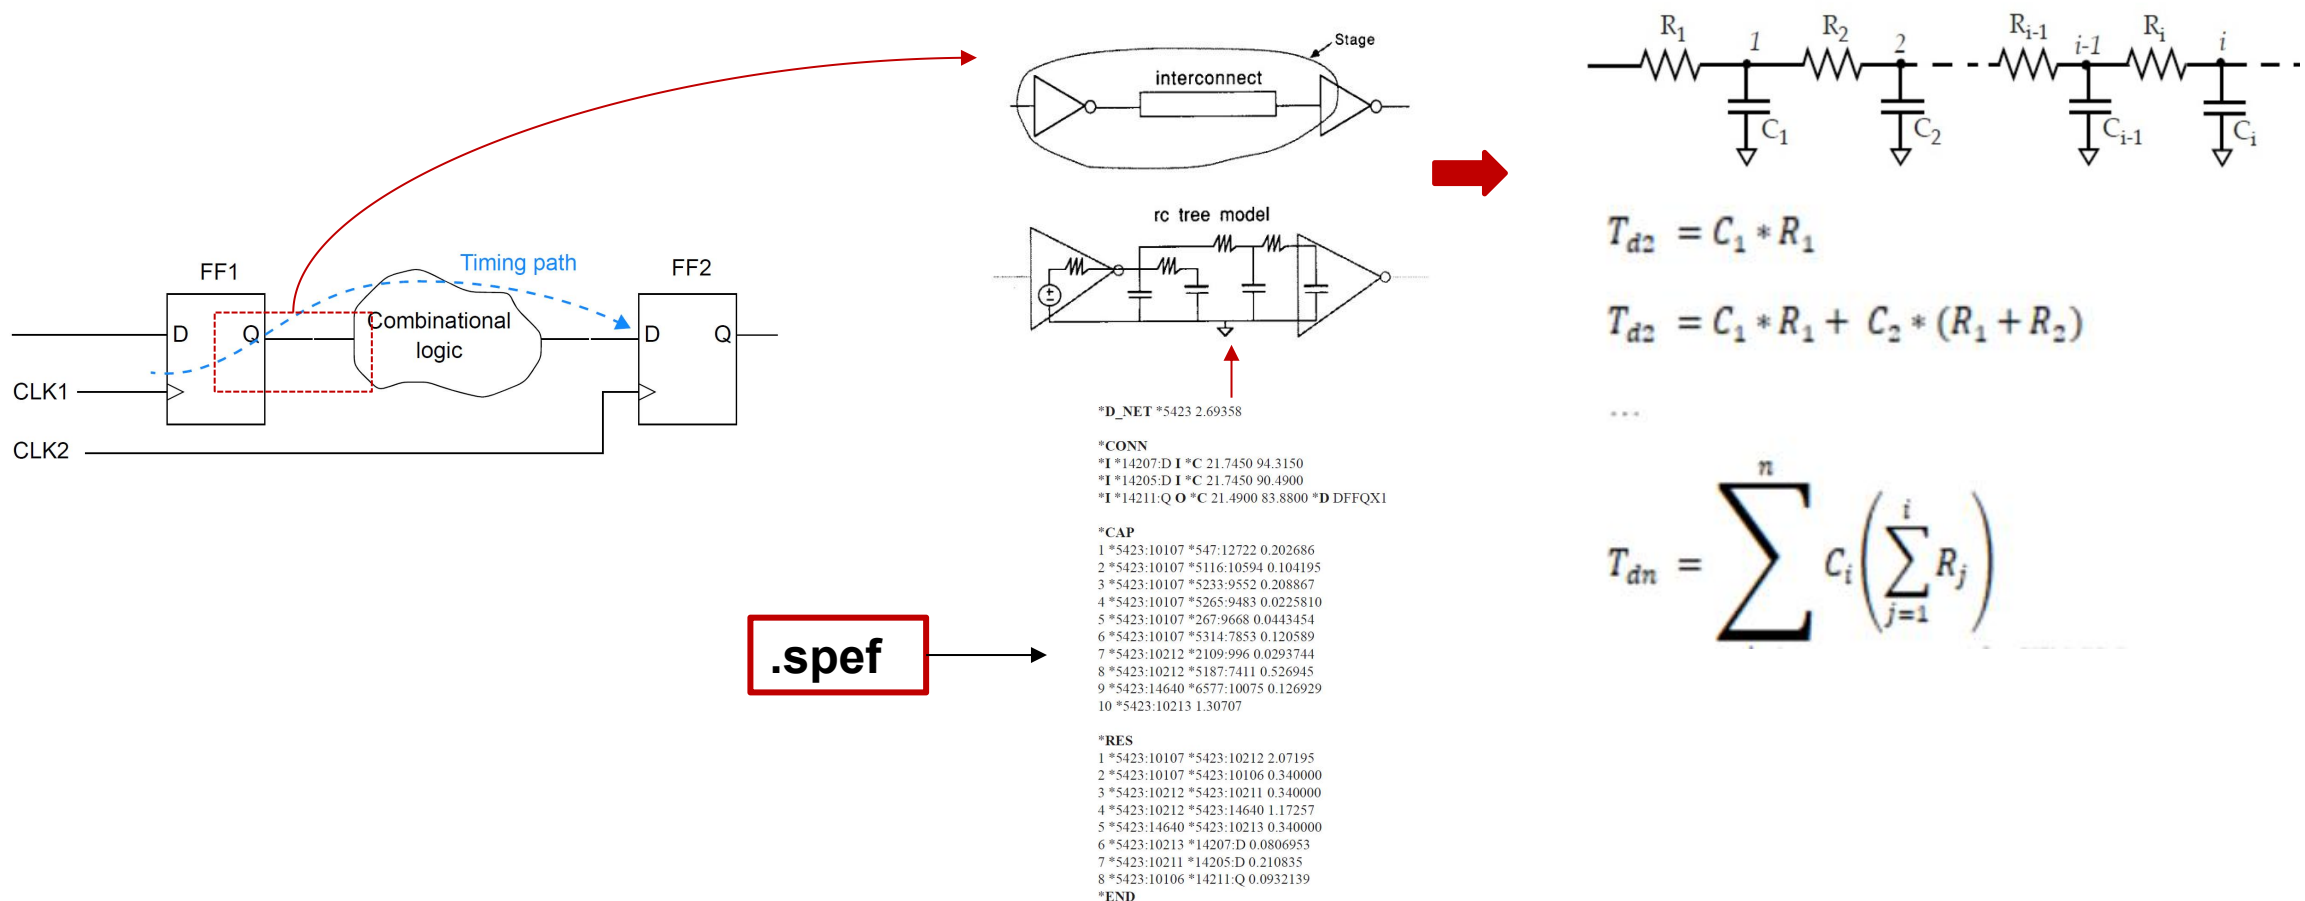 FF1
D
Q
CLK1
CLK2
Timing path
Combinational
logic
FF2
D
Q
Stage
interconnect
rc tree model
.spef
*D_NET *5423 2.69358
*CONN
*I *14207:D I *C 21.7450 94.3150
*I *14205:D I *C 21.7450 90.4900
*I *14211:Q O *C 21.4900 83.8800 *D DFFQX1
*CAP
1 *5423:10107 *547:12722 0.202686
2 *5423:10107 *5116:10594 0.104195
3 *5423:10107 *5233:9552 0.208867
4 *5423:10107 *5265:9483 0.0225810
5 *5423:10107 *267:9668 0.0443454
6 *5423:10107 *5314:7853 0.120589
7 *5423:10212 *2109:996 0.0293744
8 *5423:10212 *5187:7411 0.526945
9 *5423:14640 *6577:10075 0.126929
10 *5423:10213 1.30707
*RES
1 *5423:10107 *5423:10212 2.07195
2 *5423:10107 *5423:10106 0.340000
3 *5423:10212 *5423:10211 0.340000
4 *5423:10212 *5423:14640 1.17257
5 *5423:14640 *5423:10213 0.340000
6 *5423:10213 *14207:D 0.0806953
7 *5423:10211 *14205:D 0.210835
8 *5423:10106 *14211:Q 0.0932139
*END
R1 1 R2 2 Ri-1 i-1 Ri i
C1 C2 Ci-1 Ci
Td2 = C1 * R1
Td2 = C1 * R1 + C2 * (R1 + R2)
...
Tdn = ∑ n Ci ( ∑ i j=1 Rj )